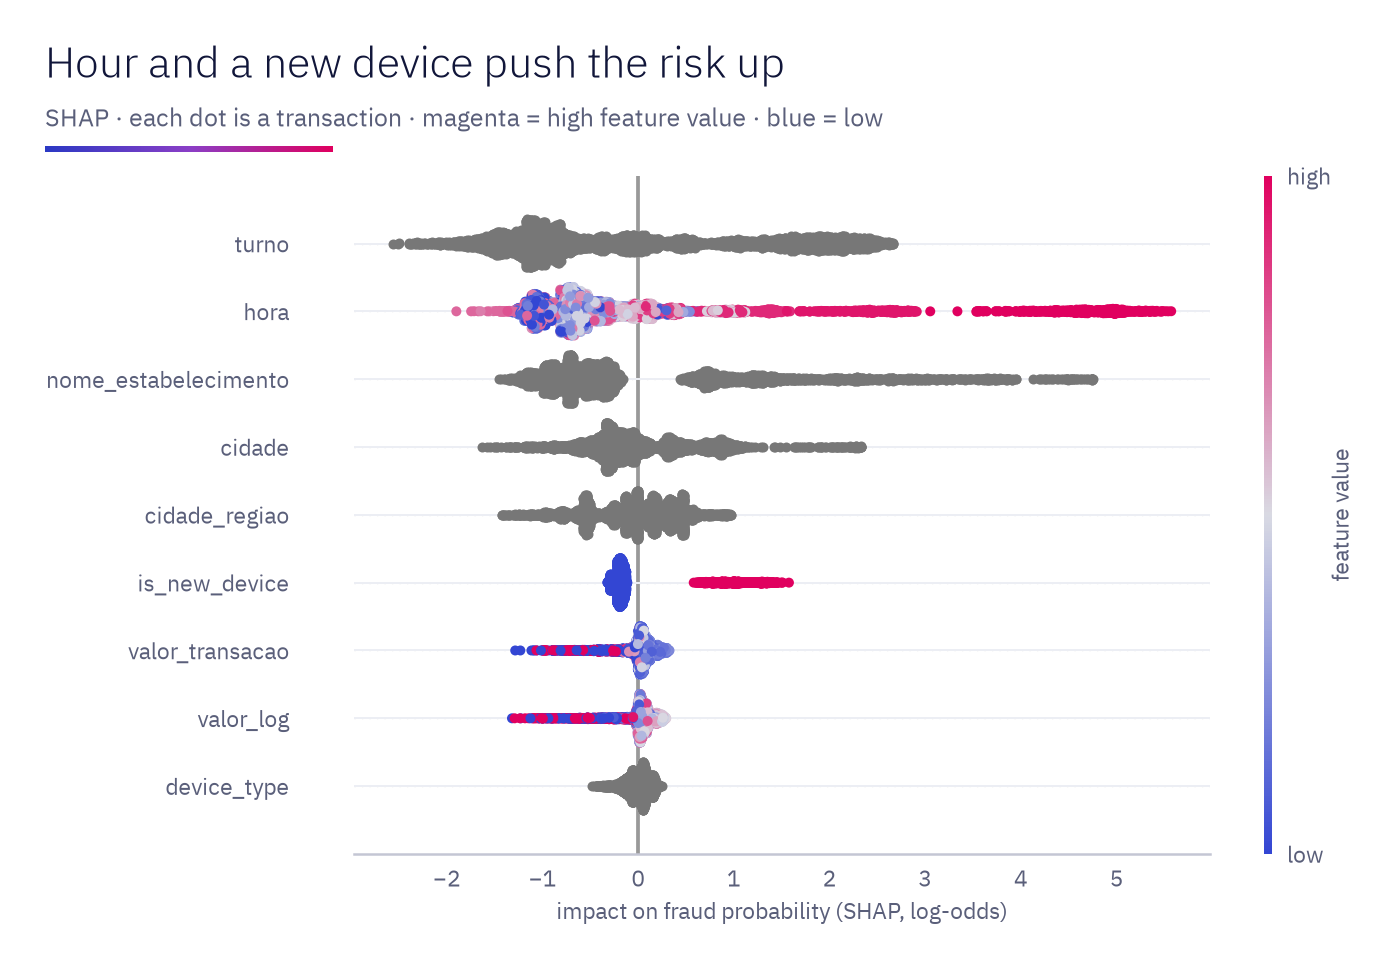 Hour and a new device push the risk up
SHAP · each dot is a transaction · magenta = high feature value · blue = low
high
turno
hora
nome_estabelecimento
cidade
cidade_regiao
is_new_device
valor_transacao
valor_log
device_type
feature value
low
−2 −1 0 1 2 3 4 5
impact on fraud probability (SHAP, log-odds)